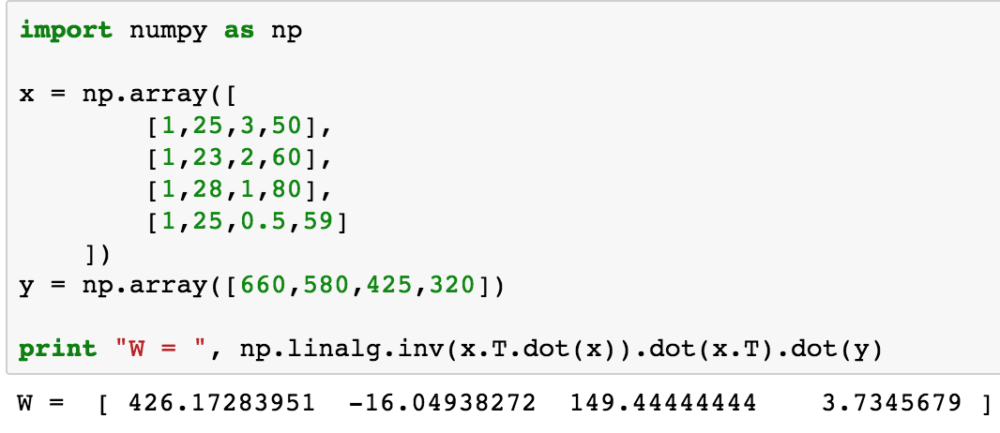 import numpy as np
x = np.array([
[1,25,3,50],
[1,23,2,60],
[1,28,1,80],
[1,25,0.5,59]
])
y = np.array([660,580,425,320])
print "W = ", np.linalg.inv(x.T.dot(x)).dot(x.T).dot(y)
W = [ 426.17283951 -16.04938272 149.44444444 3.7345679 ]